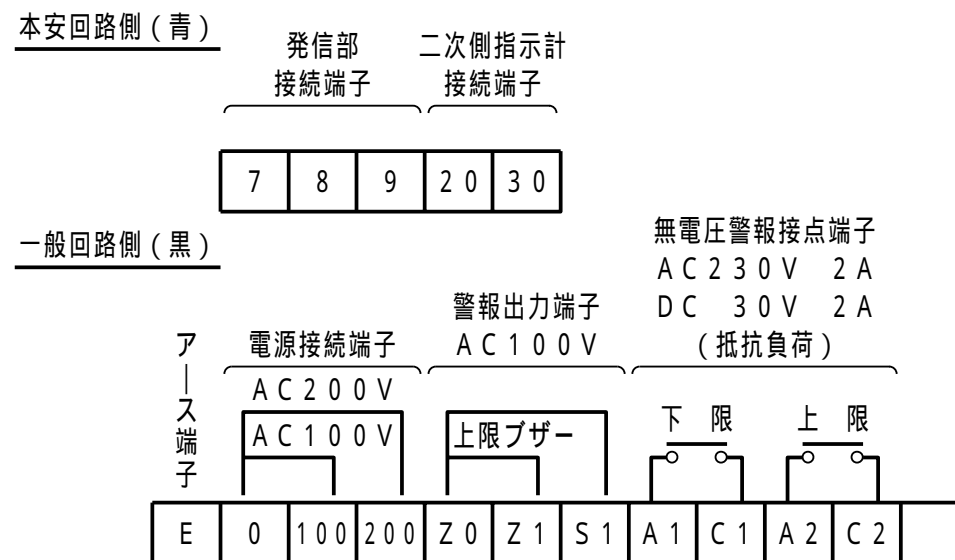 本安回路側(青)
発信部
接続端子
二次側指示計
接続端子
7 8 9 20 30
一般回路側(黒)
無電圧警報接点端子
AC230V 2A
DC 30V 2A
(抵抗負荷)
警報出力端子
AC100V
アース端子
電源接続端子
AC200V
AC100V
上限ブザー
下限
上限
E 0 100 200 Z0 Z1 S1 A1 C1 A2 C2